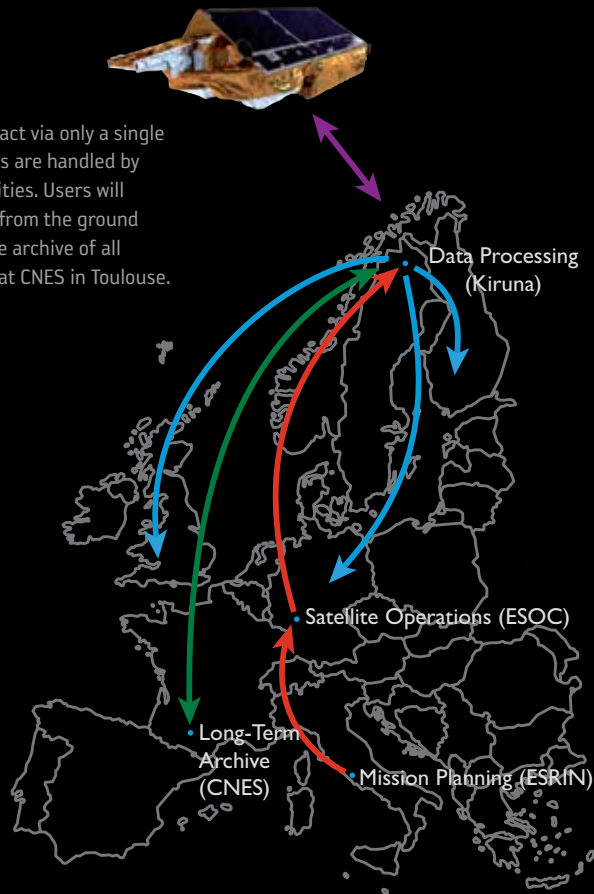 act via only a single
s are handled by
ities. Users will
from the ground
e archive of all
at CNES in Toulouse.
Data Processing
(Kiruna)
Satellite Operations (ESOC)
Long-Term
Archive
(CNES)
Mission Planning (ESRIN)